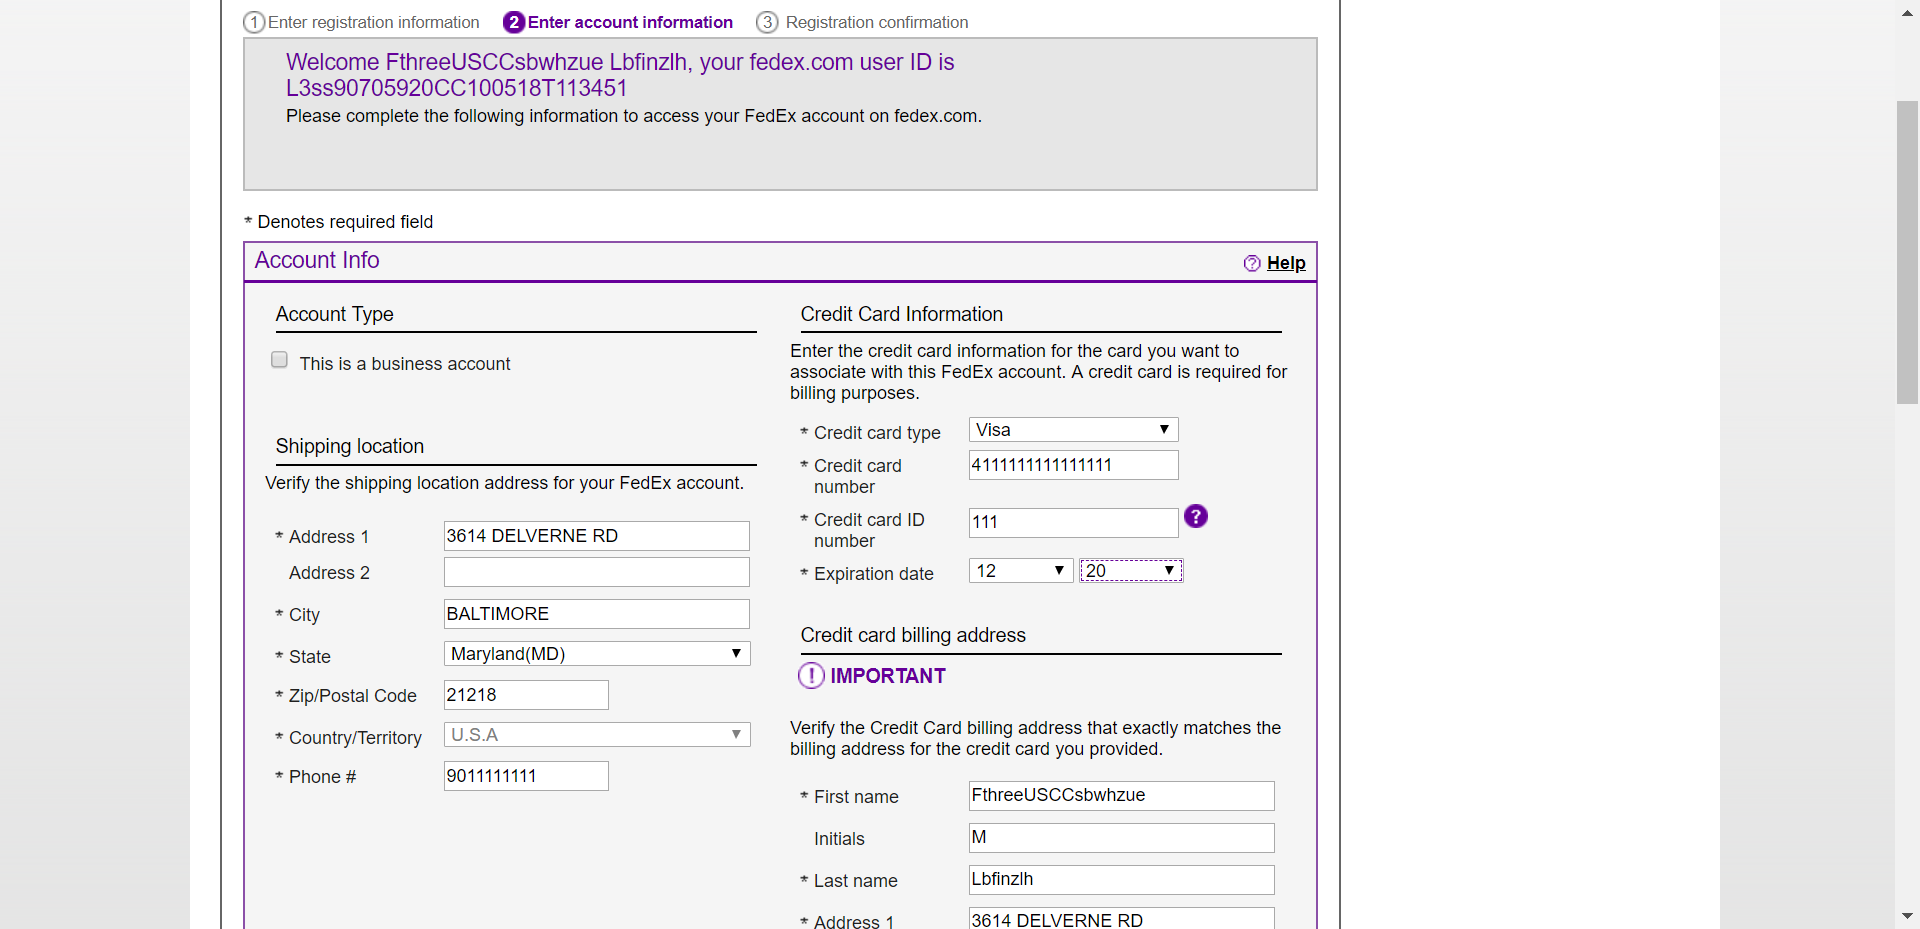 1 Enter registration information 2 Enter account information 3 Registration confirmation
Welcome FthreeUSCCsbwhzue Lbfinzlh, your fedex.com user ID is
L3ss90705920CC100518T113451
Please complete the following information to access your FedEx account on fedex.com.
* Denotes required field
Account Info
? Help
Account Type
This is a business account
Shipping location
Verify the shipping location address for your FedEx account.
* Address 1 3614 DELVERNE RD
Address 2
* City BALTIMORE
* State Maryland(MD)
* Zip/Postal Code 21218
* Country/Territory U.S.A
* Phone # 9011111111
Credit Card Information
Enter the credit card information for the card you want to
associate with this FedEx account. A credit card is required for
billing purposes.
* Credit card type Visa
* Credit card
number
4111111111111111
* Credit card ID
number
111 ?
* Expiration date 12 20
Credit card billing address
! IMPORTANT
Verify the Credit Card billing address that exactly matches the
billing address for the credit card you provided.
* First name FthreeUSCCsbwhzue
Initials M
* Last name Lbfinzlh
* Address 1 3614 DELVERNE RD